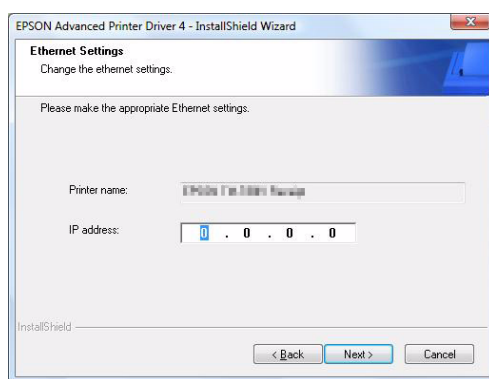 EPSON Advanced Printer Driver 4 - InstallShield Wizard
Ethernet Settings
Change the ethernet settings.
Please make the appropriate Ethernet settings.
Printer name:
IP address: 0 . 0 . 0 . 0
InstallShield
< Back Next > Cancel